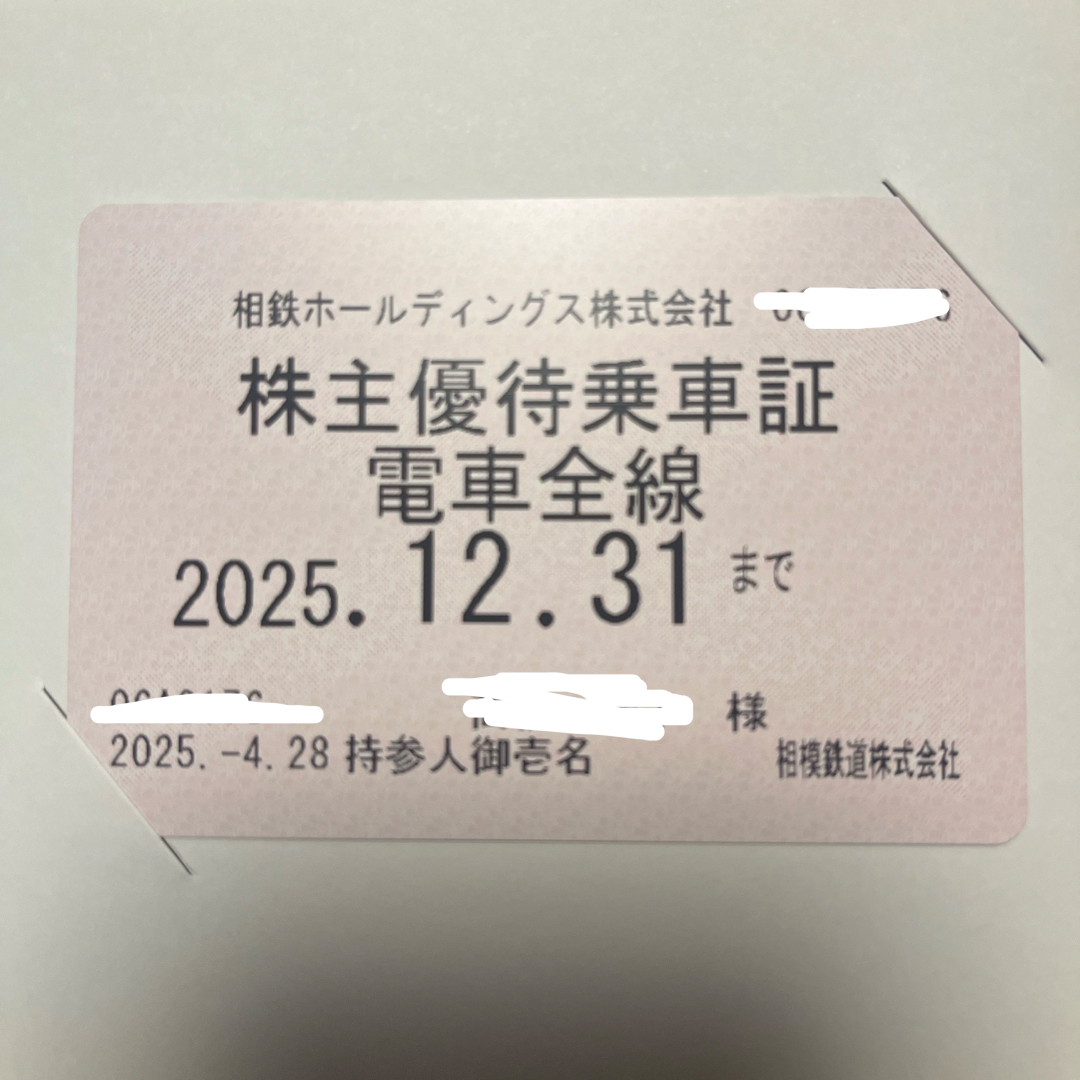 相鉄ホールディングス株式会社
株主優待乗車証
電車全線
2025.12.31まで
様
2025.-4.28 持参人御壱名
相模鉄道株式会社